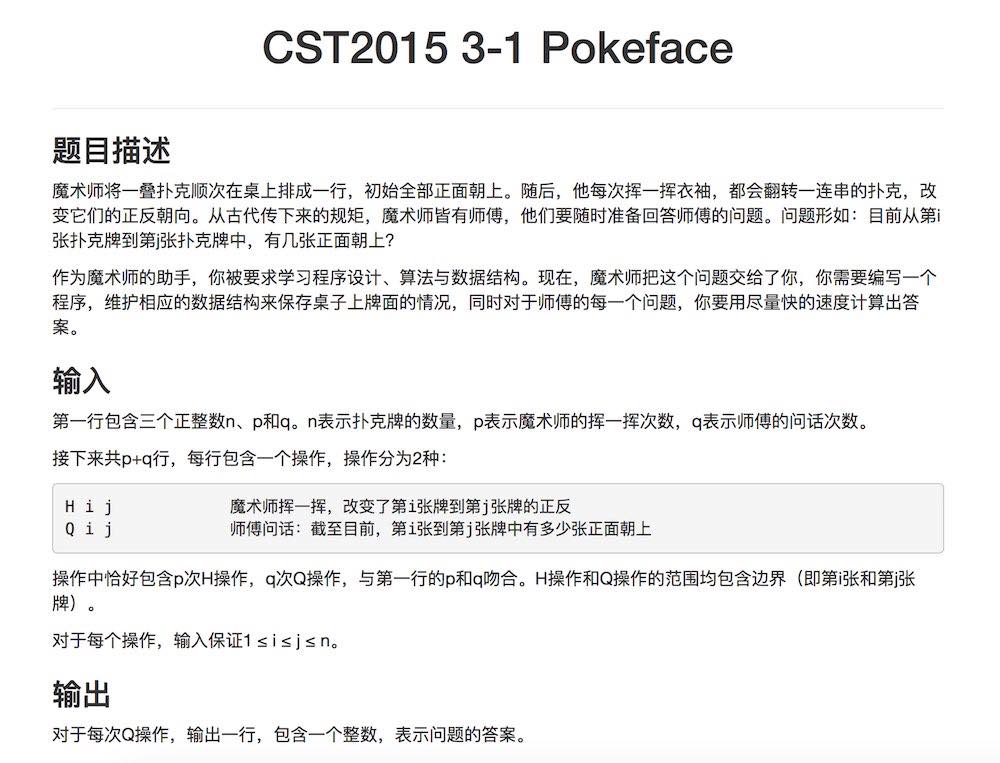 CST2015 3-1 Pokeface
题目描述
魔术师将一叠扑克顺次在桌上排成一行，初始全部正面朝上。随后，他每次挥一挥衣袖，都会翻转一连串的扑克，改
变它们的正反朝向。从古代传下来的规矩，魔术师皆有师傅，他们要随时准备回答师傅的问题。问题形如：目前从第i
张扑克牌到第j张扑克牌中，有几张正面朝上？
作为魔术师的助手，你被要求学习程序设计、算法与数据结构。现在，魔术师把这个问题交给了你，你需要编写一个
程序，维护相应的数据结构来保存桌子上牌面的情况，同时对于师傅的每一个问题，你要用尽量快的速度计算出答
案。
输入
第一行包含三个正整数n、p和q。n表示扑克牌的数量，p表示魔术师的挥一挥次数，q表示师傅的问话次数。
接下来共p+q行，每行包含一个操作，操作分为2种：
H i j 魔术师挥一挥，改变了第i张牌到第j张牌的正反
Q i j 师傅问话：截至目前，第i张到第j张牌中有多少张正面朝上
操作中恰好包含p次H操作，q次Q操作，与第一行的p和q吻合。H操作和Q操作的范围均包含边界（即第i张和第j张
牌）。
对于每个操作，输入保证1 ≤ i ≤ j ≤ n。
输出
对于每次Q操作，输出一行，包含一个整数，表示问题的答案。